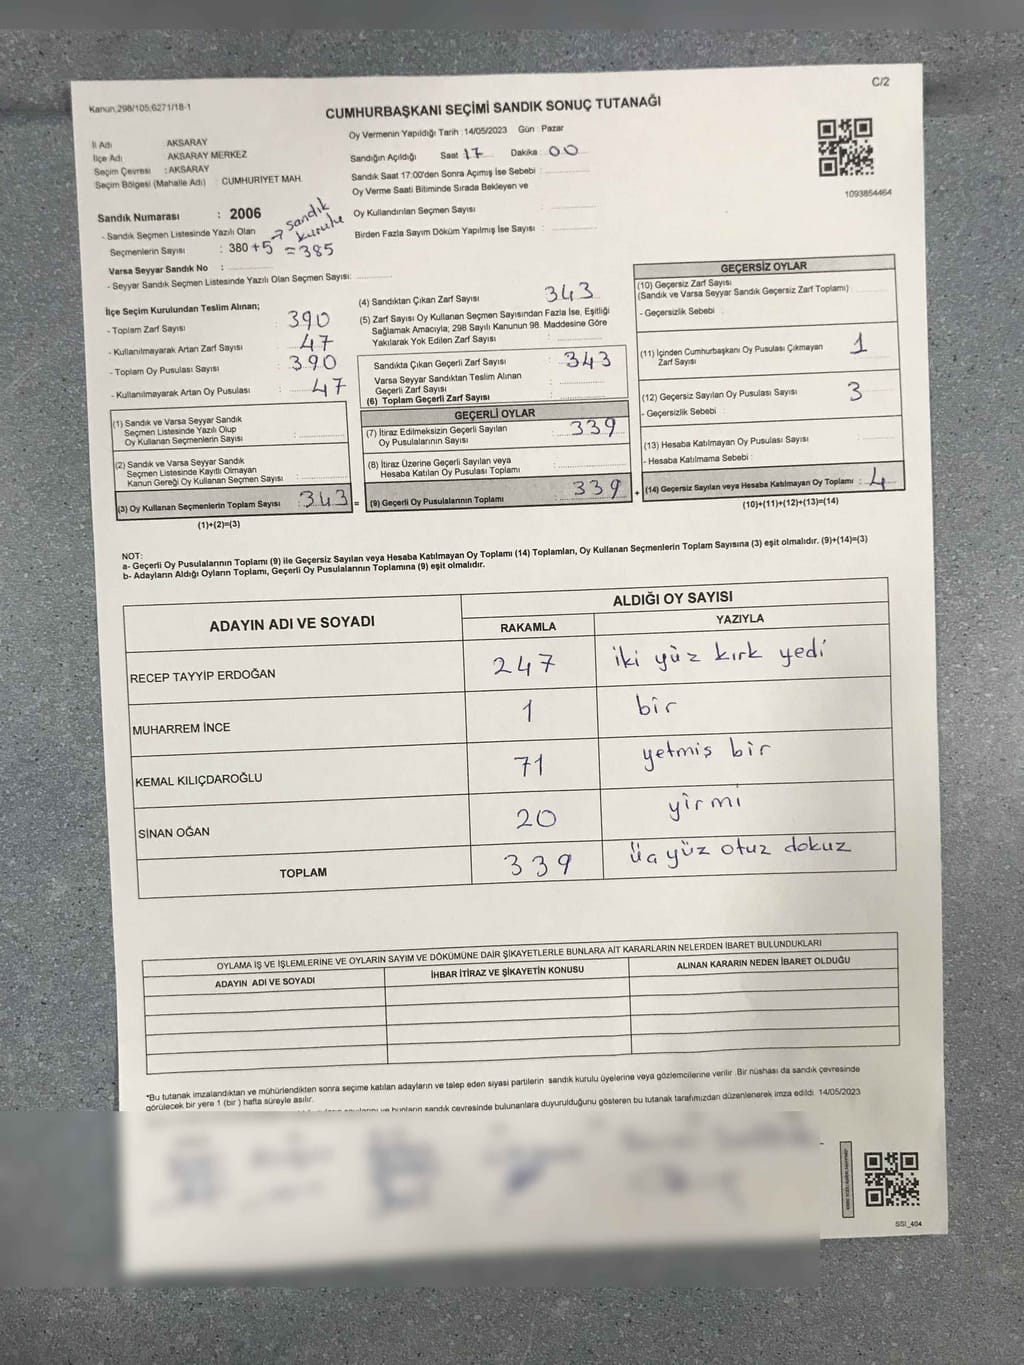 C/2
Kanun,298/105;6271/18-1
CUMHURBAŞKANI SEÇİMİ SANDIK SONUÇ TUTANAĞI
İl Adı : AKSARAY
İlçe Adı : AKSARAY MERKEZ
Seçim Çevresi : AKSARAY
Seçim Bölgesi (Mahalle Adı) : CUMHURİYET MAH.
Sandık Numarası : 2006
- Sandık Seçmen Listesinde Yazılı Olan
Seçmenlerin Sayısı : 380 +5 → sandık kurulu = 385
Varsa Seyyar Sandık No :
- Seyyar Sandık Seçmen Listesinde Yazılı Olan Seçmen Sayısı:
Oy Vermenin Yapıldığı Tarih :14/05/2023 Gün : Pazar
Sandığın Açıldığı Saat 17 Dakika : 00
Sandık Saat 17:00'den Sonra Açımış İse Sebebi :
Oy Verme Saati Bitiminde Sırada Bekleyen ve
Oy Kullandırılan Seçmen Sayısı :
Birden Fazla Sayım Döküm Yapılmış İse Sayısı :
1093854464
İlçe Seçim Kurulundan Teslim Alınan;
- Toplam Zarf Sayısı : 390
- Kullanılmayarak Artan Zarf Sayısı : 47
- Toplam Oy Pusulası Sayısı : 390
- Kullanılmayarak Artan Oy Pusulası : 47
(1) Sandık ve Varsa Seyyar Sandık
Seçmen Listesinde Yazılı Olup
Oy Kullanan Seçmenlerin Sayısı :
(2) Sandık ve Varsa Seyyar Sandık
Seçmen Listesinde Kayıtlı Olmayan
Kanun Gereği Oy Kullanan Seçmen Sayısı :
(3) Oy Kullanan Seçmenlerin Toplam Sayısı : 343 =
(1)+(2)=(3)
(4) Sandıktan Çıkan Zarf Sayısı : 343
(5) Zarf Sayısı Oy Kullanan Seçmen Sayısından Fazla İse, Eşitliği
Sağlamak Amacıyla; 298 Sayılı Kanunun 98. Maddesine Göre
Yakılarak Yok Edilen Zarf Sayısı :
Sandıkta Çıkan Geçerli Zarf Sayısı : 343
Varsa Seyyar Sandıktan Teslim Alınan
Geçerli Zarf Sayısı :
(6) Toplam Geçerli Zarf Sayısı :
GEÇERLİ OYLAR
(7) İtiraz Edilmeksizin Geçerli Sayılan
Oy Pusulalarının Sayısı : 339
(8) İtiraz Üzerine Geçerli Sayılan veya
Hesaba Katılan Oy Pusulası Toplamı :
(9) Geçerli Oy Pusulalarının Toplamı : 339 +
GEÇERSİZ OYLAR
(10) Geçersiz Zarf Sayısı
(Sandık ve Varsa Seyyar Sandık Geçersiz Zarf Toplamı) :
- Geçersizlik Sebebi :
(11) İçinden Cumhurbaşkanı Oy Pusulası Çıkmayan
Zarf Sayısı : 1
(12) Geçersiz Sayılan Oy Pusulası Sayısı : 3
- Geçersizlik Sebebi :
(13) Hesaba Katılmayan Oy Pusulası Sayısı :
- Hesaba Katılmama Sebebi :
(14) Geçersiz Sayılan veya Hesaba Katılmayan Oy Toplamı : 4
(10)+(11)+(12)+(13)=(14)
NOT:
a- Geçerli Oy Pusulalarının Toplamı (9) ile Geçersiz Sayılan veya Hesaba Katılmayan Oy Toplamı (14) Toplamları, Oy Kullanan Seçmenlerin Toplam Sayısına (3) eşit olmalıdır. (9)+(14)=(3)
b- Adayların Aldığı Oyların Toplamı, Geçerli Oy Pusulalarının Toplamına (9) eşit olmalıdır.
ADAYIN ADI VE SOYADI
ALDIĞI OY SAYISI
RAKAMLA YAZIYLA
RECEP TAYYİP ERDOĞAN 247 iki yüz kırk yedi
MUHARREM İNCE 1 bir
KEMAL KILIÇDAROĞLU 71 yetmiş bir
SİNAN OĞAN 20 yirmi
TOPLAM 339 üç yüz otuz dokuz
OYLAMA İŞ VE İŞLEMLERİNE VE OYLARIN SAYIM VE DÖKÜMÜNE DAİR ŞİKAYETLERLE BUNLARA AİT KARARLARIN NELERDEN İBARET BULUNDUKLARI
ADAYIN ADI VE SOYADI İHBAR İTİRAZ VE ŞİKAYETİN KONUSU ALINAN KARARIN NEDEN İBARET OLDUĞU
*Bu tutanak imzalandıktan ve mühürlendikten sonra seçime katılan adayların ve talep eden siyasi partilerin sandık kurulu üyelerine veya gözlemcilerine verilir .Bir nüshası da sandık çevresinde
görülecek bir yere 1 (bir ) hafta süreyle asılır.
ve bunların sandık çevresinde bulunanlara duyurulduğunu gösteren bu tutanak tarafımızdan düzenlenerek imza edildi. 14/05/2023
SSI_404